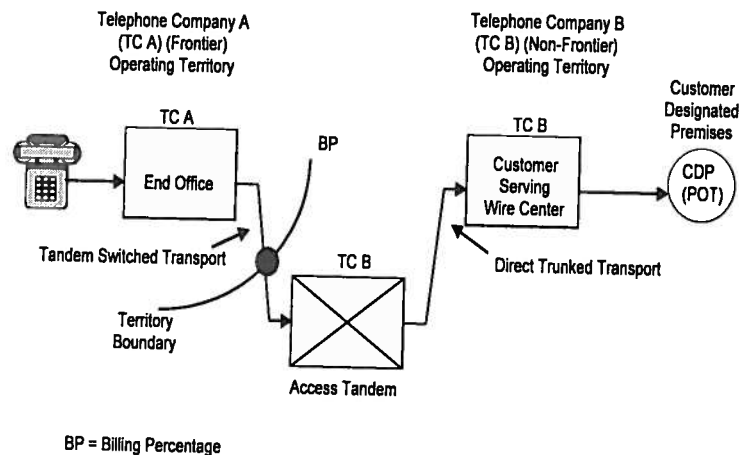 Telephone Company A
(TC A) (Frontier)
Operating Territory
Telephone Company B
(TC B) (Non-Frontier)
Operating Territory
Customer
Designated
Premises
TC A
BP
TC B
End Office
Customer
Serving
Wire Center
CDP
(POT)
Tandem Switched Transport
TC B
Direct Trunked Transport
Territory
Boundary
Access Tandem
BP = Billing Percentage